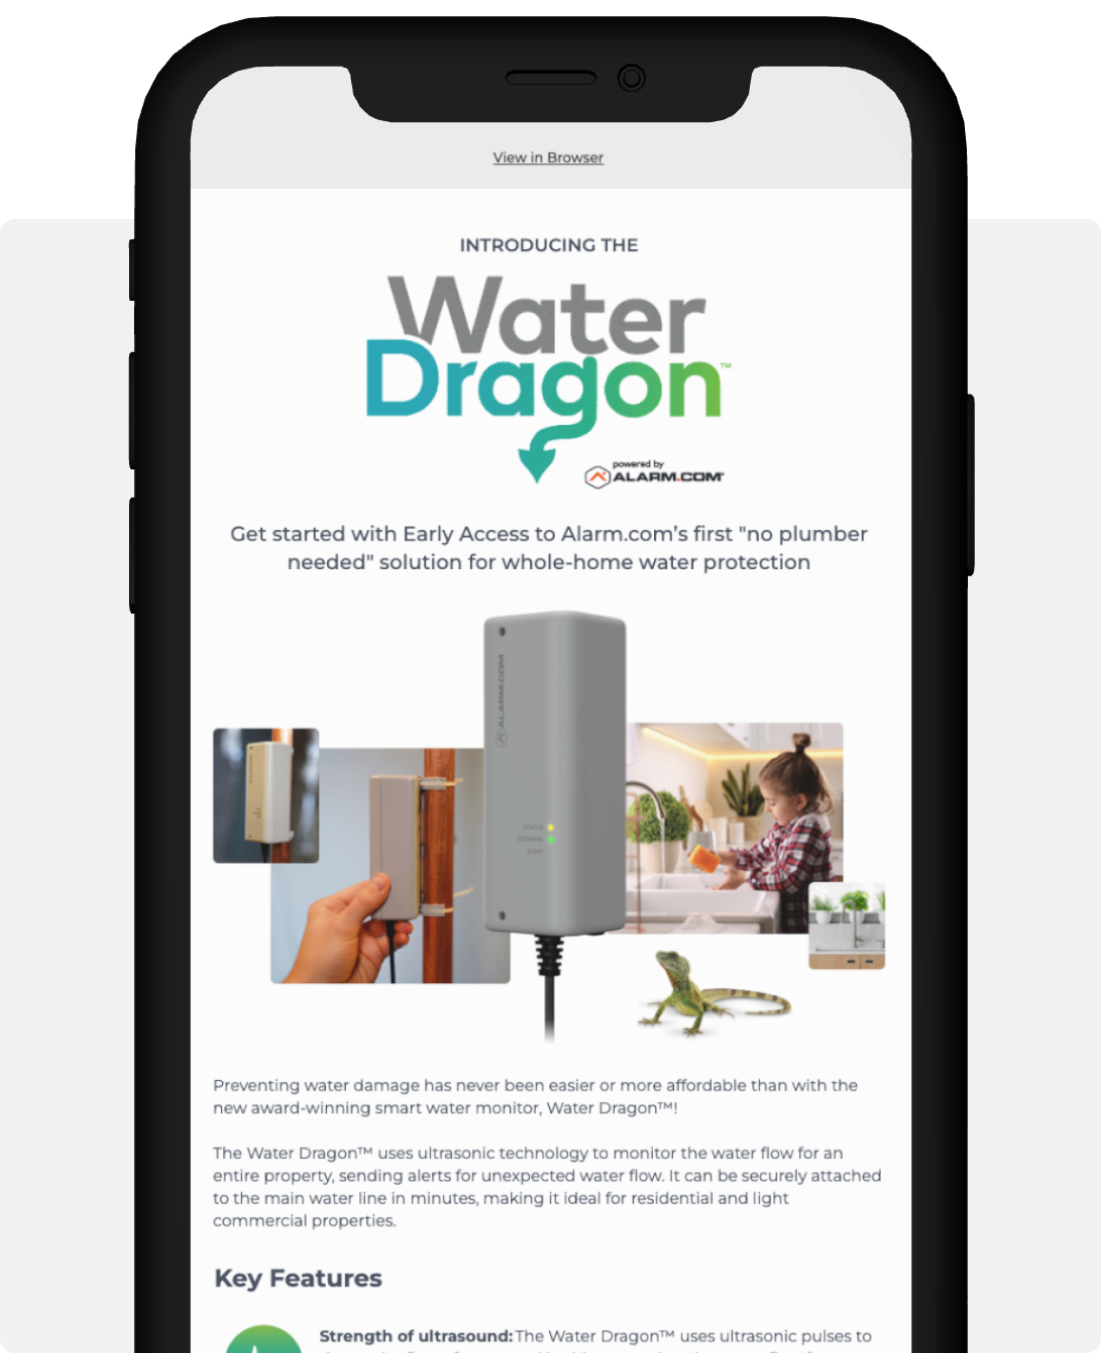 View in Browser
INTRODUCING THE
Water
Dragon™
powered by
ALARM.COM
Get started with Early Access to Alarm.com’s first "no plumber
needed" solution for whole-home water protection
ALARM.COM
STATUS
NETWORK
ALERT
Preventing water damage has never been easier or more affordable than with the
new award-winning smart water monitor, Water Dragon™!
The Water Dragon™ uses ultrasonic technology to monitor the water flow for an
entire property, sending alerts for unexpected water flow. It can be securely attached
to the main water line in minutes, making it ideal for residential and light
commercial properties.
Key Features
Strength of ultrasound: The Water Dragon™ uses ultrasonic pulses to